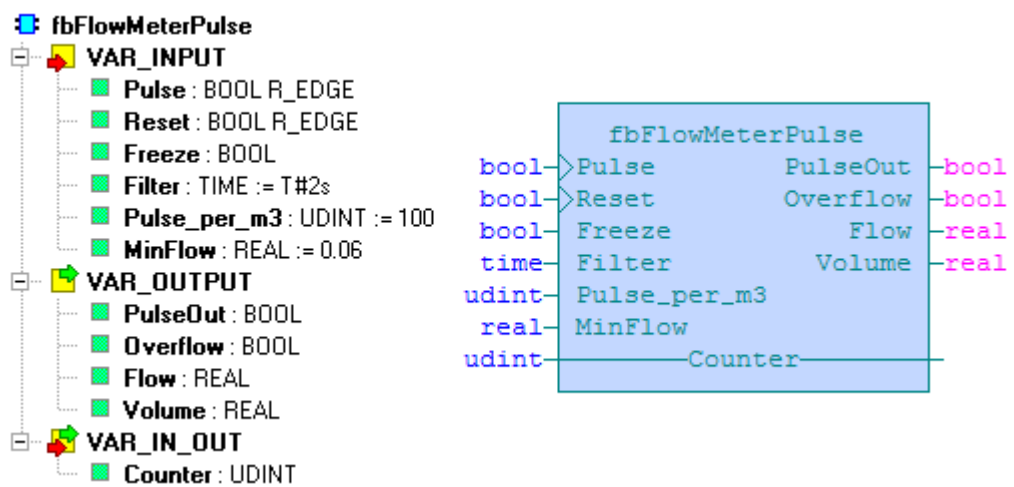 fbFlowMeterPulse
VAR_INPUT
Pulse : BOOL R_EDGE
Reset : BOOL R_EDGE
Freeze : BOOL
Filter : TIME := T#2s
Pulse_per_m3 : UDINT := 100
MinFlow : REAL := 0.06
VAR_OUTPUT
PulseOut : BOOL
Overflow : BOOL
Flow : REAL
Volume : REAL
VAR_IN_OUT
Counter : UDINT
fbFlowMeterPulse
bool Pulse PulseOut bool
bool Reset Overflow bool
bool Freeze Flow real
time Filter Volume real
udint Pulse_per_m3
real MinFlow
udint Counter